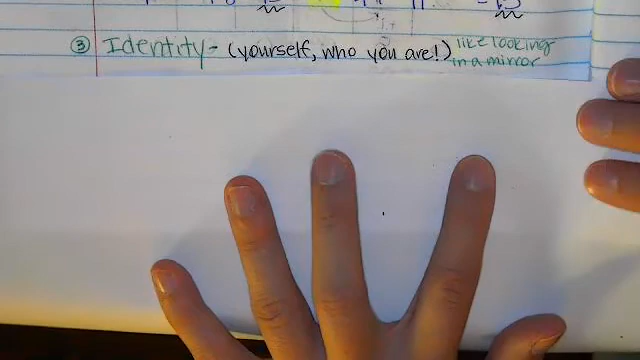 ③ Identity - (yourself, who you are!) like looking
in a mirror